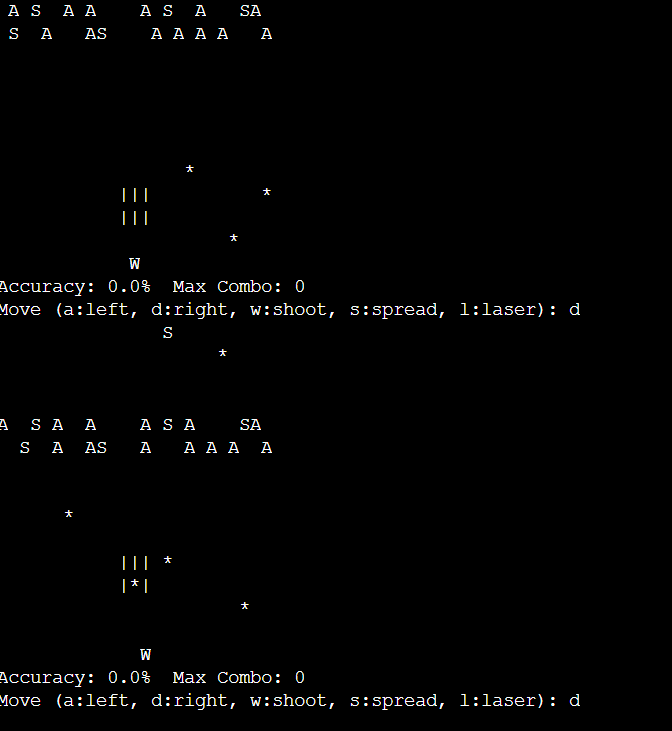 A S  A A    A S  A   SA
S  A   AS    A A A A   A
*
|||          *
|||
*
W
Accuracy: 0.0%  Max Combo: 0
Move (a:left, d:right, w:shoot, s:spread, l:laser): d
S
*
A  S A  A    A S A    SA
S  A  AS   A   A A A  A
*
||| *
|*|
*
W
Accuracy: 0.0%  Max Combo: 0
Move (a:left, d:right, w:shoot, s:spread, l:laser): d